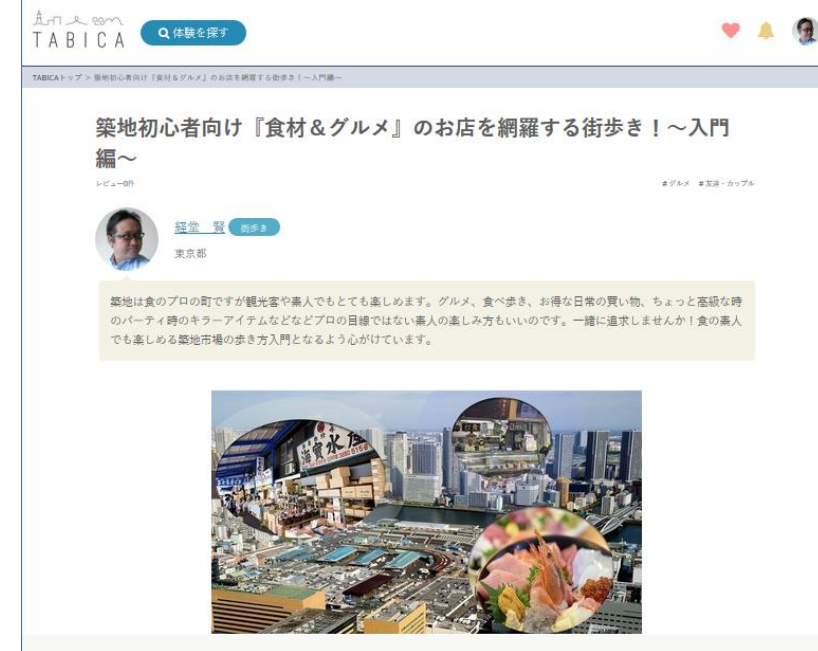 TABICA
体験を探す
TABICAトップ > 築地初心者向け『食材&グルメ』のお店を網羅する街歩き!～入門編～
築地初心者向け『食材＆グルメ』のお店を網羅する街歩き！～入門
編～
レビュー0件
#グルメ #友達・カップル
経堂 賢 街歩き
東京都
築地は食のプロの町ですが観光客や素人でもとても楽しめます。グルメ、食べ歩き、お得な日常の買い物、ちょっと高級な時
のパーティ時のキラーアイテムなどなどプロの目線ではない素人の楽しみ方もいいのです。一緒に追求しませんか！食の素人
でも楽しめる築地市場の歩き方入門となるよう心がけています。